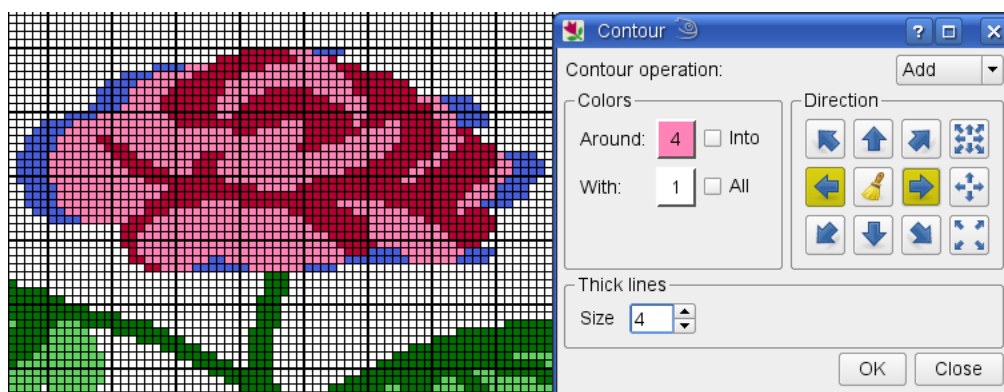 Contour
Contour operation: Add
Colors
Direction
Around: 4 Into
With: 1 All
Thick lines
Size 4
OK Close